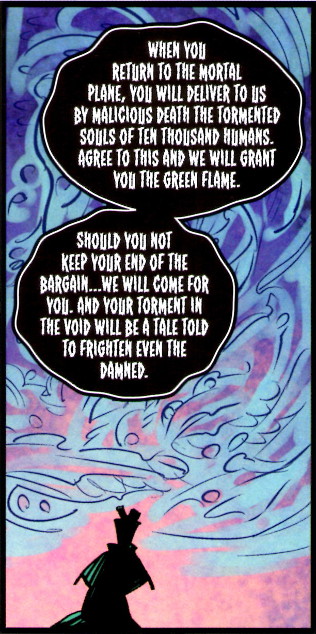 WHEN YOU
RETURN TO THE MORTAL
PLANE, YOU WILL DELIVER TO US
BY MALICIOUS DEATH THE TORMENTED
SOULS OF TEN THOUSAND HUMANS.
AGREE TO THIS AND WE WILL GRANT
YOU THE GREEN FLAME.
SHOULD YOU NOT
KEEP YOUR END OF THE
BARGAIN...WE WILL COME FOR
YOU. AND YOUR TORMENT IN
THE VOID WILL BE A TALE TOLD
TO FRIGHTEN EVEN THE
DAMNED.